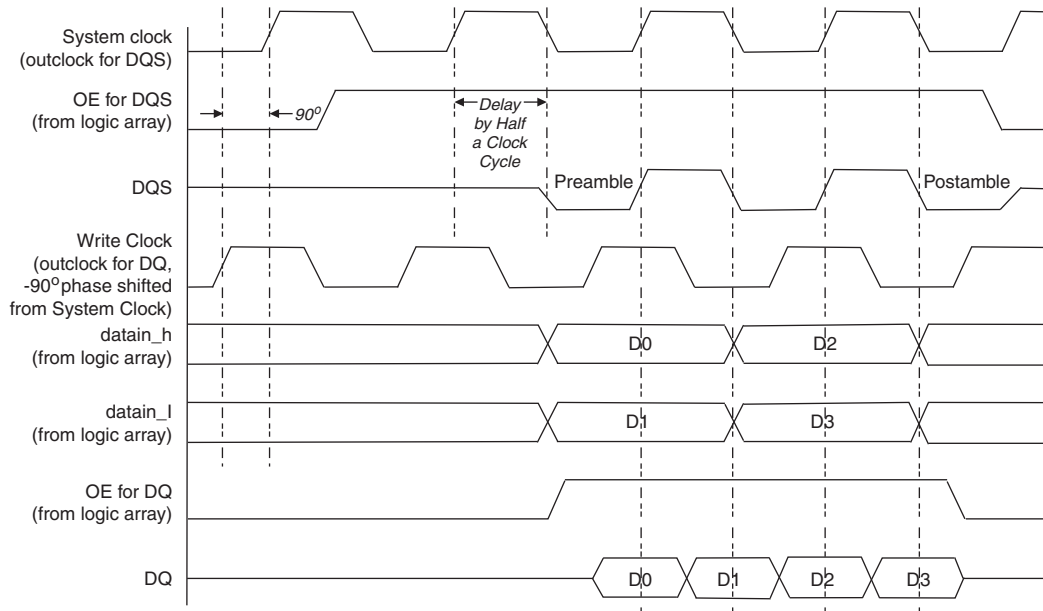 System clock
(outclock for DQS)
OE for DQS
(from logic array)
90°
Delay
by Half
a Clock
Cycle
DQS
Preamble
Postamble
Write Clock
(outclock for DQ,
-90° phase shifted
from System Clock)
datain_h
(from logic array)
D0
D2
datain_l
(from logic array)
D1
D3
OE for DQ
(from logic array)
DQ
D0
D1
D2
D3